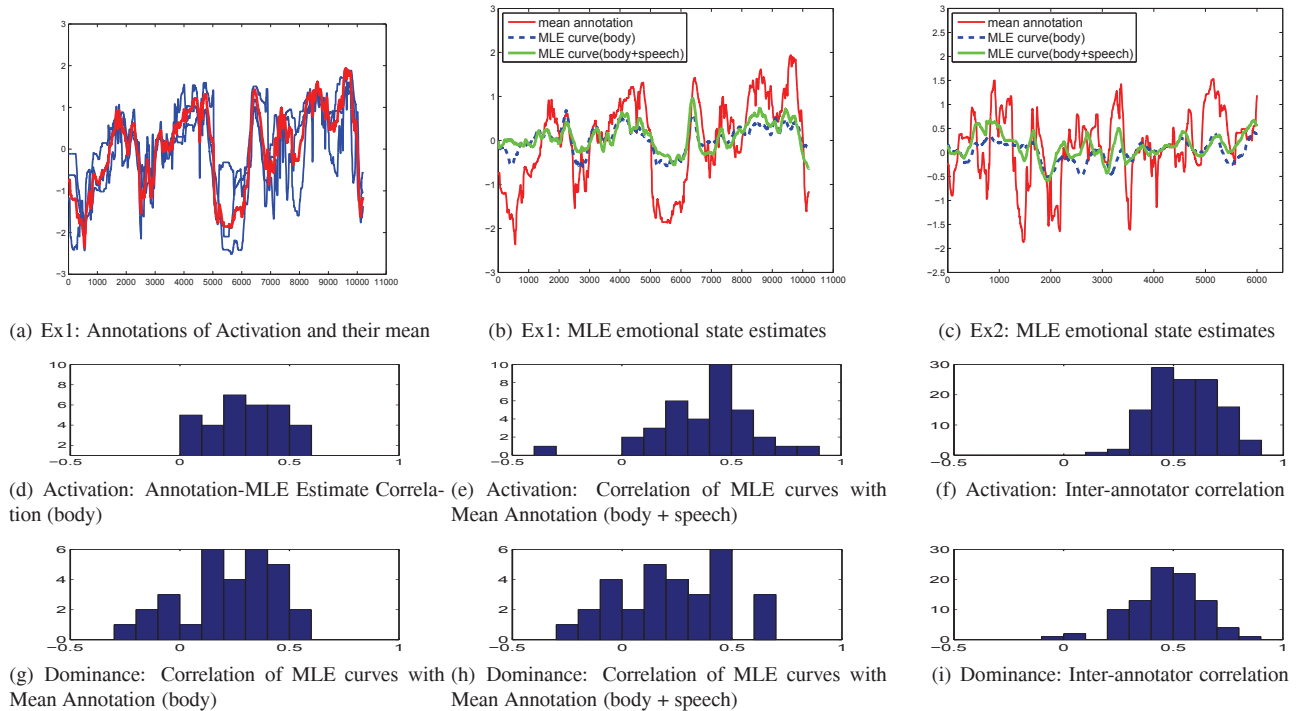 3
2
1
0
−1
−2
−3
0 1000 2000 3000 4000 5000 6000 7000 8000 9000 10000 11000
(a) Ex1: Annotations of Activation and their mean
mean annotation
MLE curve(body)
MLE curve(body+speech)
3
2
1
0
−1
−2
−3
0 1000 2000 3000 4000 5000 6000 7000 8000 9000 10000 11000
(b) Ex1: MLE emotional state estimates
mean annotation
MLE curve(body)
MLE curve(body+speech)
3
2.5
2
1.5
1
0.5
0
−0.5
−1
−1.5
−2
−2.5
0 1000 2000 3000 4000 5000 6000
(c) Ex2: MLE emotional state estimates
10
8
6
4
2
−0.5 0 0.5 1
(d) Activation: Annotation-MLE Estimate Correla-
tion (body)
10
8
6
4
2
0
−0.5 0 0.5 1
(e) Activation: Correlation of MLE curves with
Mean Annotation (body + speech)
30
20
10
0
−0.5 0 0.5 1
(f) Activation: Inter-annotator correlation
6
4
2
0
−0.5 0 0.5 1
(g) Dominance: Correlation of MLE curves with
Mean Annotation (body)
6
4
2
0
−0.5 0 0.5 1
(h) Dominance: Correlation of MLE curves with
Mean Annotation (body + speech)
30
20
10
0
−0.5 0 0.5 1
(i) Dominance: Inter-annotator correlation